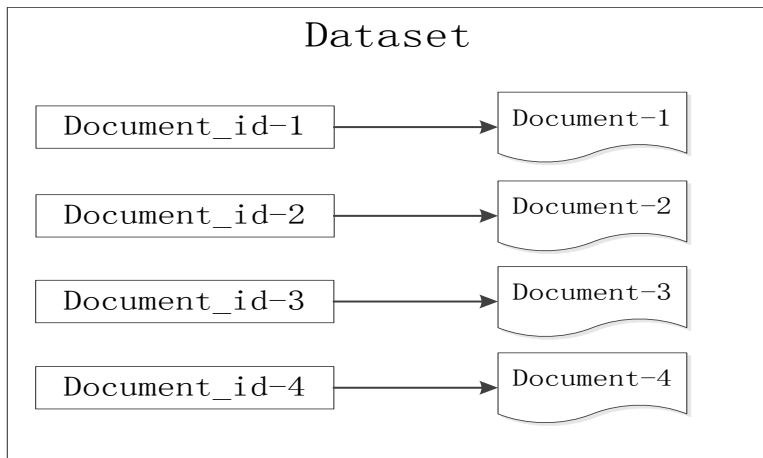 Dataset
Document_id-1
Document-1
Document_id-2
Document-2
Document_id-3
Document-3
Document_id-4
Document-4